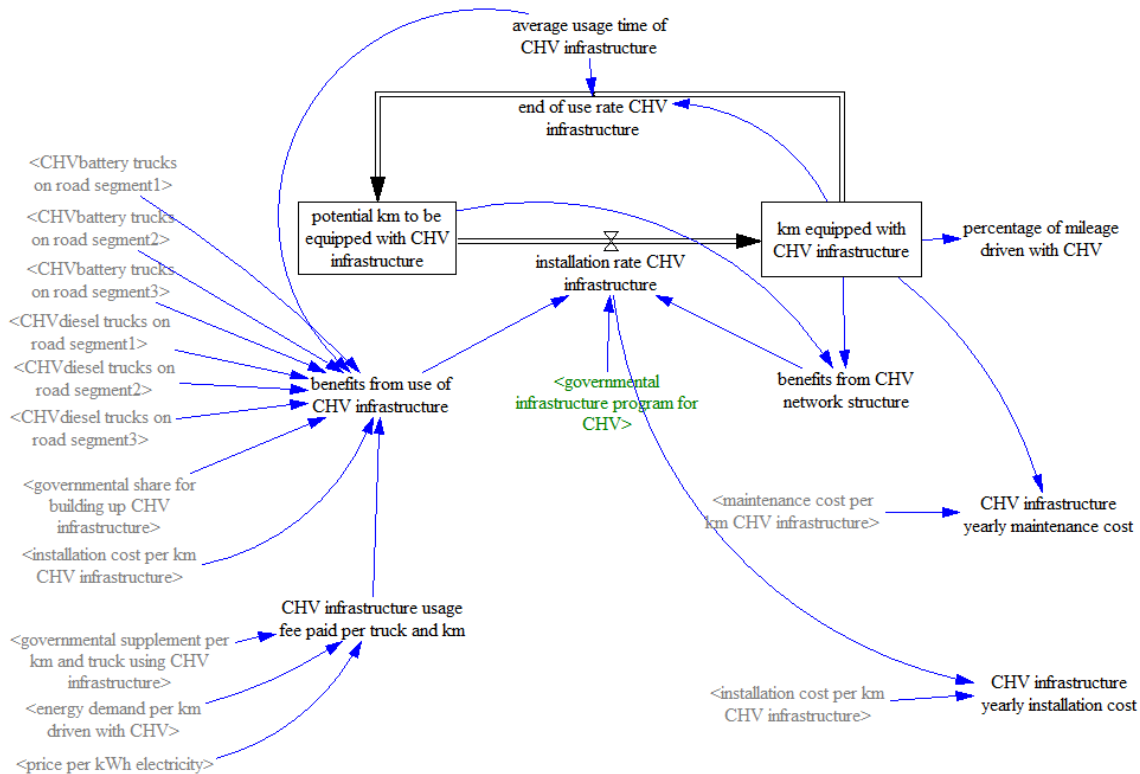 average usage time of
CHV infrastructure
end of use rate CHV
infrastructure
<CHVbattery trucks
on road segment1>
<CHVbattery trucks
on road segment2>
<CHVbattery trucks
on road segment3>
<CHVdiesel trucks on
road segment1>
<CHVdiesel trucks on
road segment2>
<CHVdiesel trucks on
road segment3>
potential km to be
equipped with CHV
infrastructure
installation rate CHV
infrastructure
km equipped with
CHV infrastructure
percentage of mileage
driven with CHV
benefits from use of
CHV infrastructure
<governmental
infrastructure program for
CHV>
benefits from CHV
network structure
<governmental share for
building up CHV
infrastructure>
<installation cost per km
CHV infrastructure>
<maintenance cost per
km CHV infrastructure>
CHV infrastructure
yearly maintenance cost
CHV infrastructure usage
fee paid per truck and km
<governmental supplement per
km and truck using CHV
infrastructure>
<energy demand per km
driven with CHV>
<price per kWh electricity>
<installation cost per km
CHV infrastructure>
CHV infrastructure
yearly installation cost